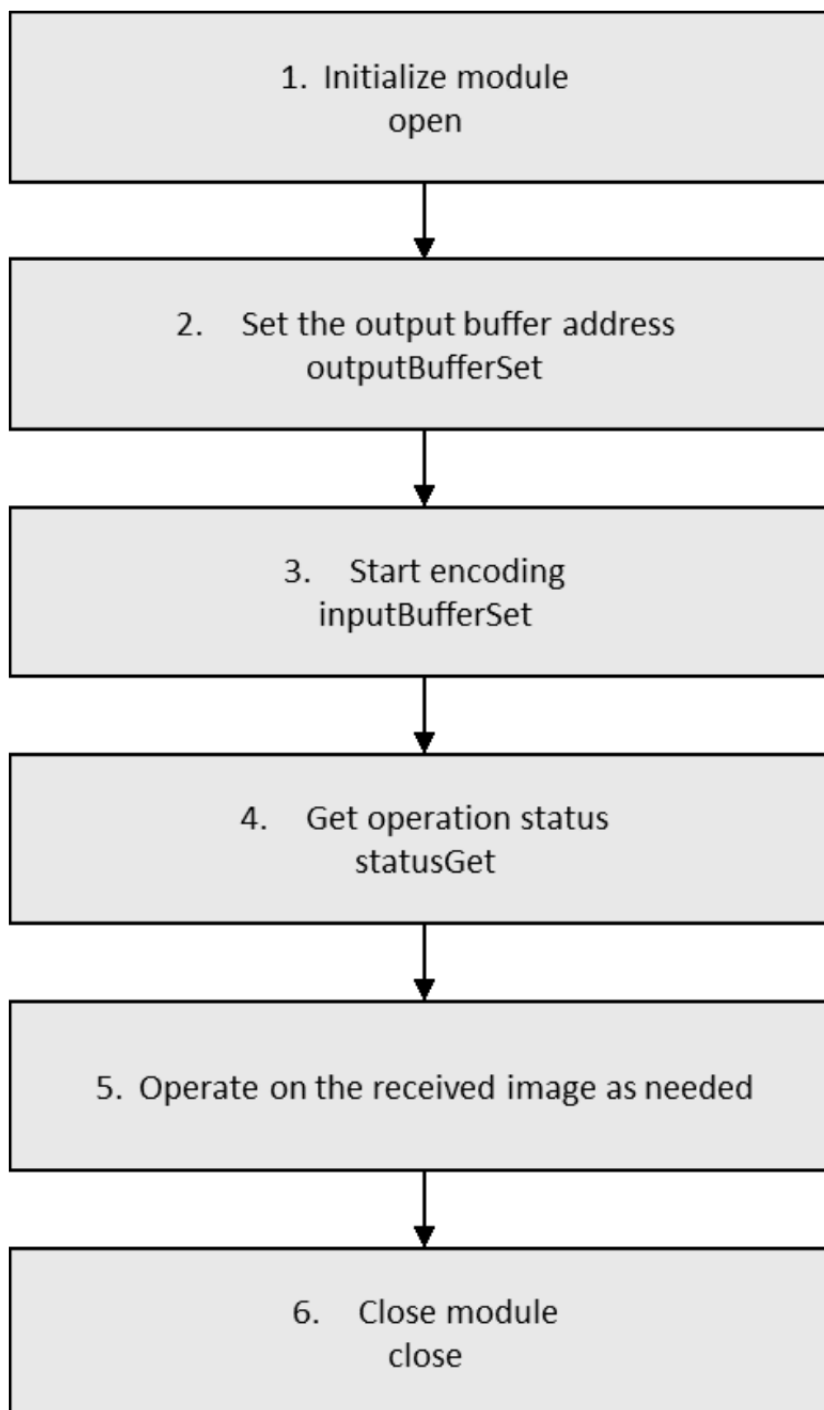 1. Initialize module
open
2. Set the output buffer address
outputBufferSet
3. Start encoding
inputBufferSet
4. Get operation status
statusGet
5. Operate on the received image as needed
6. Close module
close